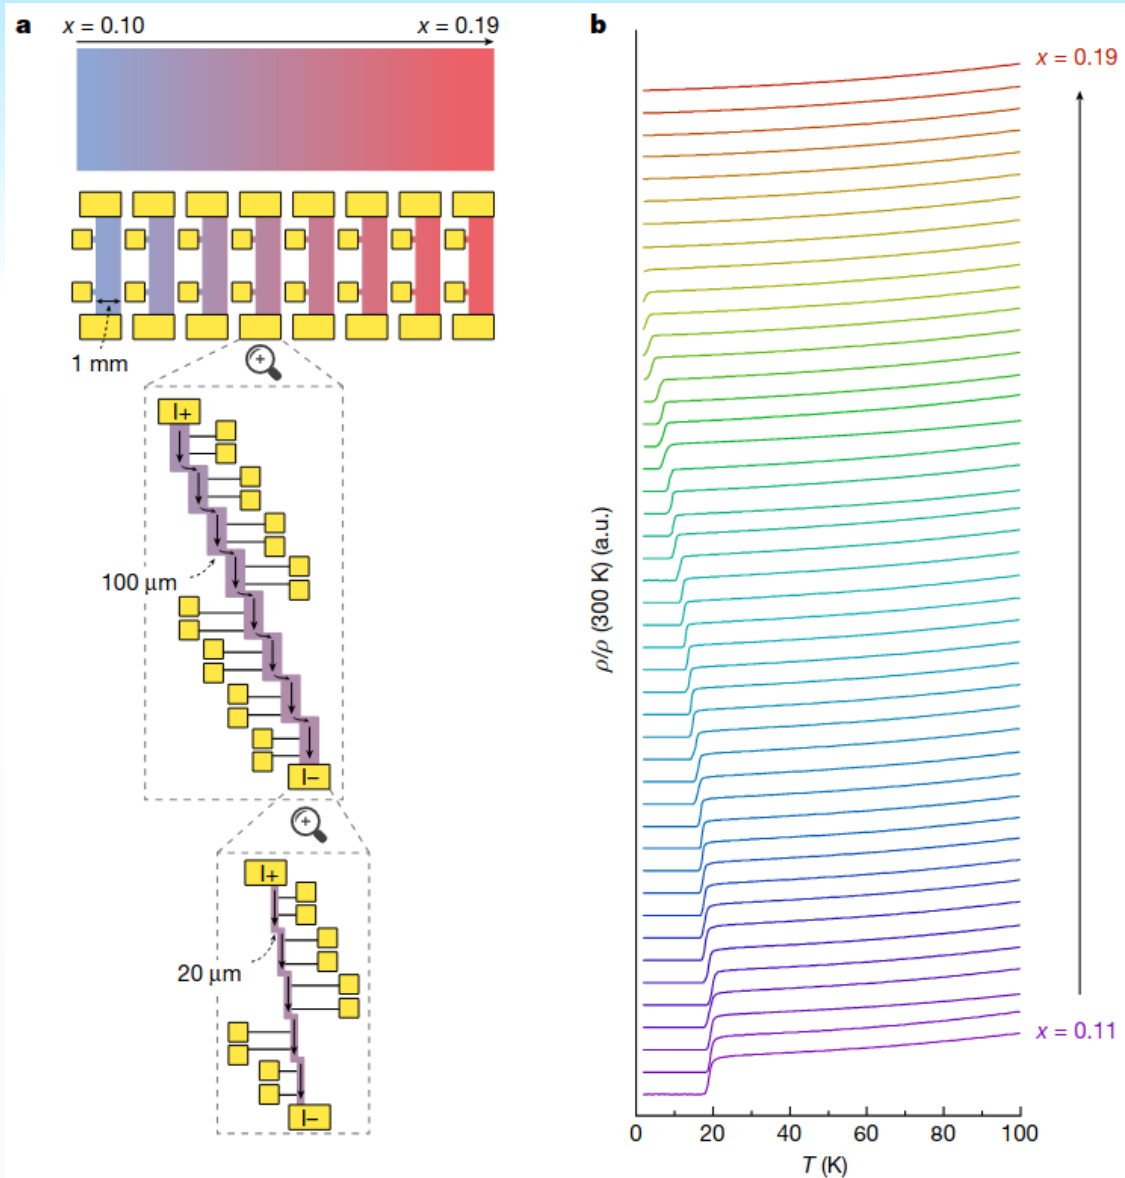 a
x = 0.10
x = 0.19
1 mm
I+
100 μm
I–
I+
20 μm
I–
b
x = 0.19
x = 0.11
ρ/ρ (300 K) (a.u.)
0 20 40 60 80 100
T (K)